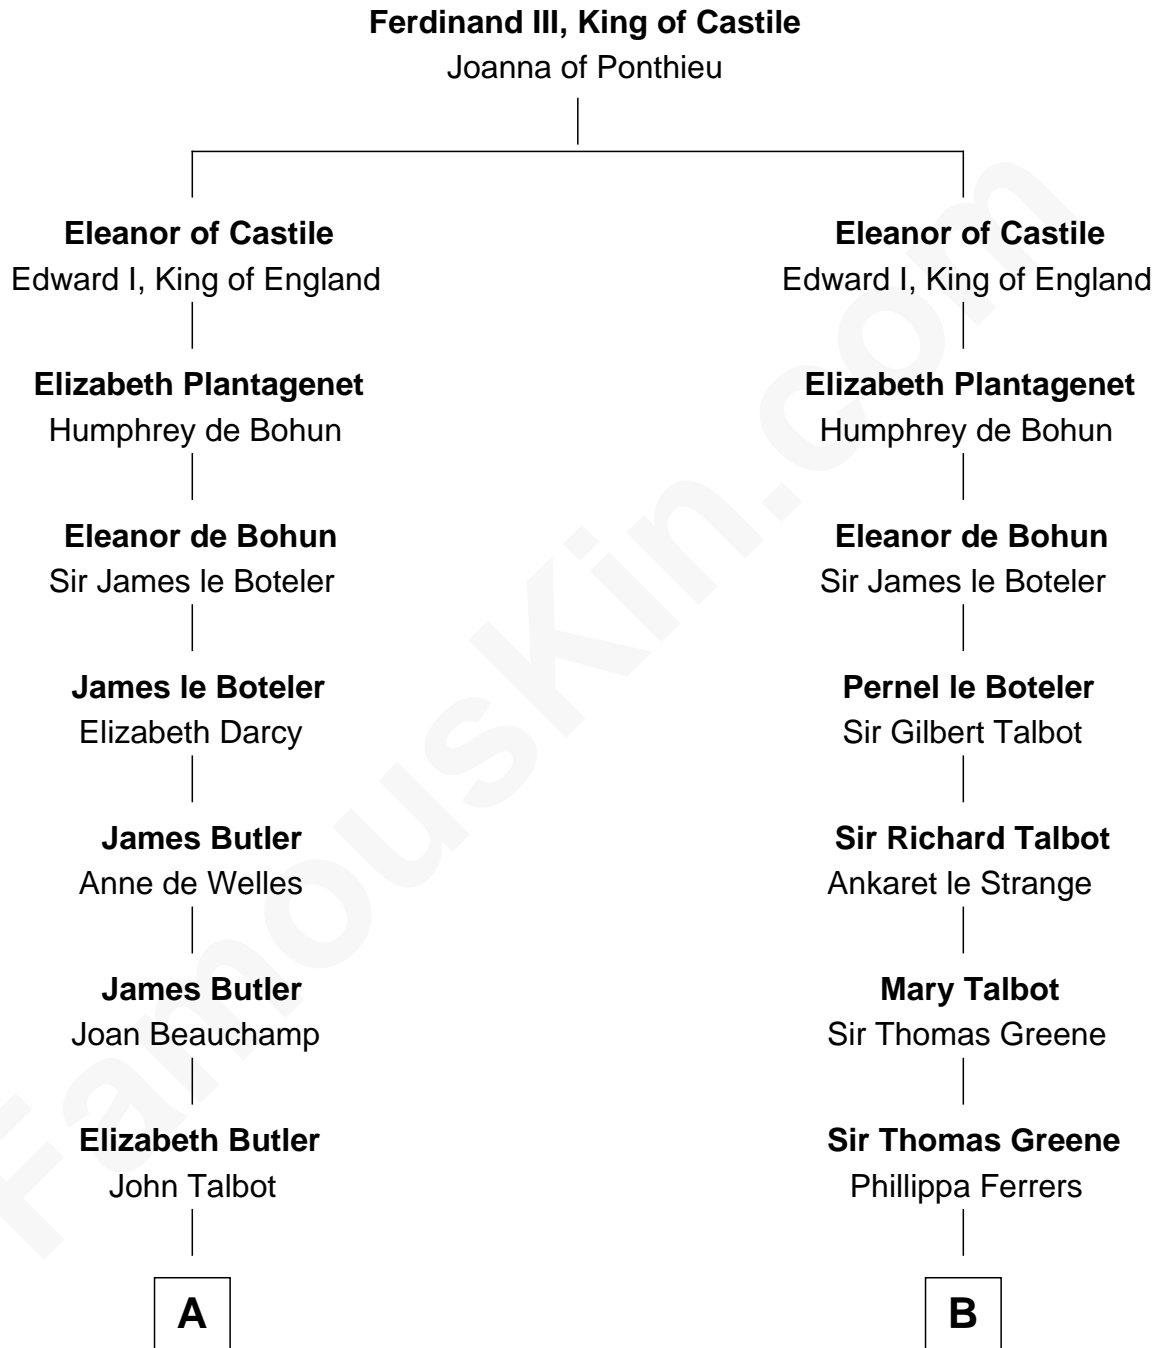 Ferdinand III, King of Castile
Joanna of Ponthieu
Eleanor of Castile
Edward I, King of England
Elizabeth Plantagenet
Humphrey de Bohun
Eleanor de Bohun
Sir James le Boteler
James le Boteler
Elizabeth Darcy
James Butler
Anne de Welles
James Butler
Joan Beauchamp
Elizabeth Butler
John Talbot
A
Eleanor of Castile
Edward I, King of England
Elizabeth Plantagenet
Humphrey de Bohun
Eleanor de Bohun
Sir James le Boteler
Pernel le Boteler
Sir Gilbert Talbot
Sir Richard Talbot
Ankaret le Strange
Mary Talbot
Sir Thomas Greene
Sir Thomas Greene
Phillippa Ferrers
B
FamousKin.com